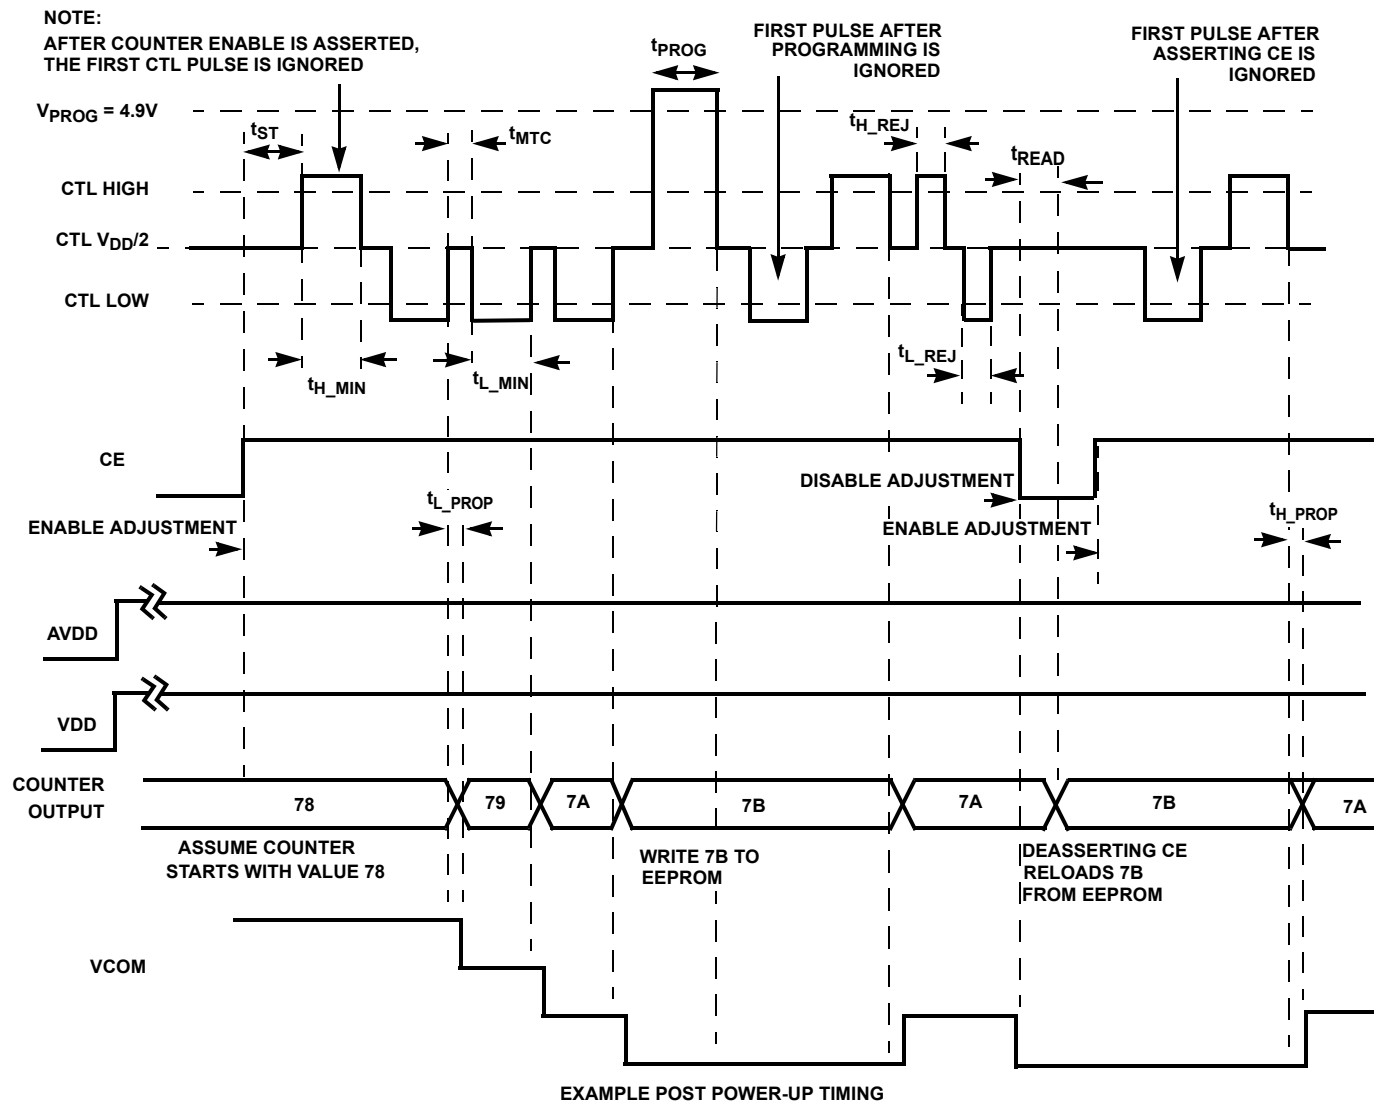 NOTE:
AFTER COUNTER ENABLE IS ASSERTED,
THE FIRST CTL PULSE IS IGNORED
tPROG
FIRST PULSE AFTER
PROGRAMMING IS
IGNORED
FIRST PULSE AFTER
ASSERTING CE IS
IGNORED
VPROG = 4.9V
tST
tMTC
tH_REJ
tREAD
CTL HIGH
CTL VDD/2
CTL LOW
tH_MIN
tL_MIN
tL_REJ
CE
DISABLE ADJUSTMENT
tL_PROP
tH_PROP
ENABLE ADJUSTMENT
ENABLE ADJUSTMENT
AVDD
VDD
COUNTER
OUTPUT
78
79
7A
7B
7A
7B
7A
ASSUME COUNTER
STARTS WITH VALUE 78
WRITE 7B TO
EEPROM
DEASSERTING CE
RELOADS 7B
FROM EEPROM
VCOM
EXAMPLE POST POWER-UP TIMING